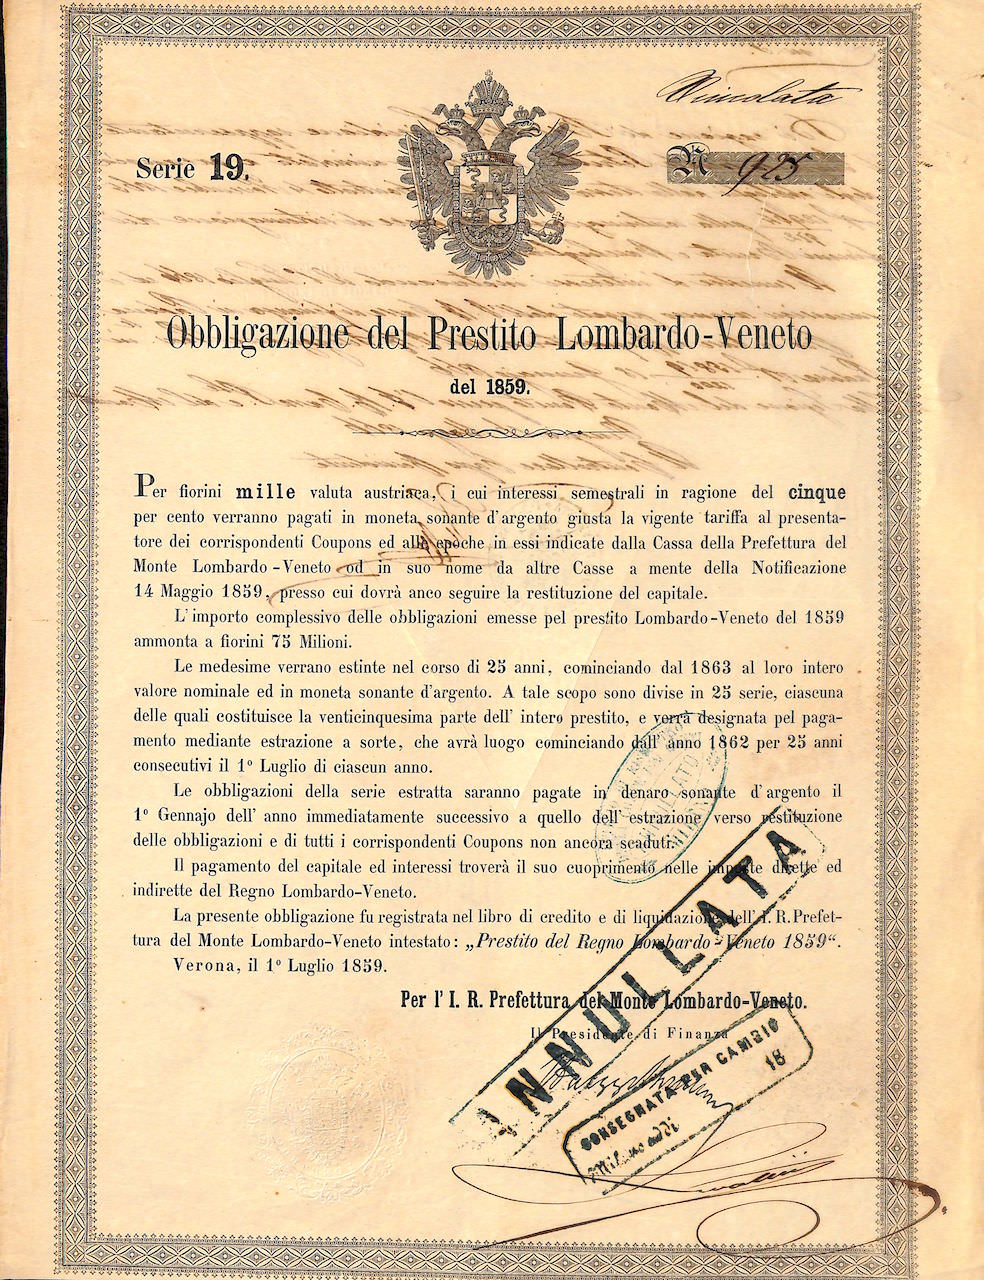 Vincolata
Serie 19.
N 925
Obbligazione del Prestito Lombardo-Veneto
del 1859.
Per fiorini mille valuta austriaca, i cui interessi semestrali in ragione del cinque
per cento verranno pagati in moneta sonante d'argento giusta la vigente tariffa al presenta-
tore dei corrispondenti Coupons ed alle epoche in essi indicate dalla Cassa della Prefettura del
Monte Lombardo-Veneto od in suo nome da altre Casse a mente della Notificazione
14 Maggio 1859, presso cui dovrà anco seguire la restituzione del capitale.
L'importo complessivo delle obbligazioni emesse pel prestito Lombardo-Veneto del 1859
ammonta a fiorini 75 Milioni.
Le medesime verrano estinte nel corso di 25 anni, cominciando dal 1863 al loro intero
valore nominale ed in moneta sonante d'argento. A tale scopo sono divise in 25 serie, ciascuna
delle quali costituisce la venticinquesima parte dell' intero prestito, e verrà designata pel paga-
mento mediante estrazione a sorte, che avrà luogo cominciando dall' anno 1862 per 25 anni
consecutivi il 1º Luglio di ciascun anno.
Le obbligazioni della serie estratta saranno pagate in denaro sonante d'argento il
1º Gennajo dell' anno immediatamente successivo a quello dell' estrazione verso restituzione
delle obbligazioni e di tutti i corrispondenti Coupons non ancora scaduti.
Il pagamento del capitale ed interessi troverà il suo cuoprimento nelle imposte dirette ed
indirette del Regno Lombardo-Veneto.
La presente obbligazione fu registrata nel libro di credito e di liquidazione dell' I. R. Prefet-
tura del Monte Lombardo-Veneto intestato: „Prestito del Regno Lombardo-Veneto 1859“.
Verona, il 1º Luglio 1859.
Per l' I. R. Prefettura del Monte Lombardo-Veneto.
Il Presidente di Finanza
ANNULLATA
CONSEGNATA PER CAMBIO
Milano addì 18